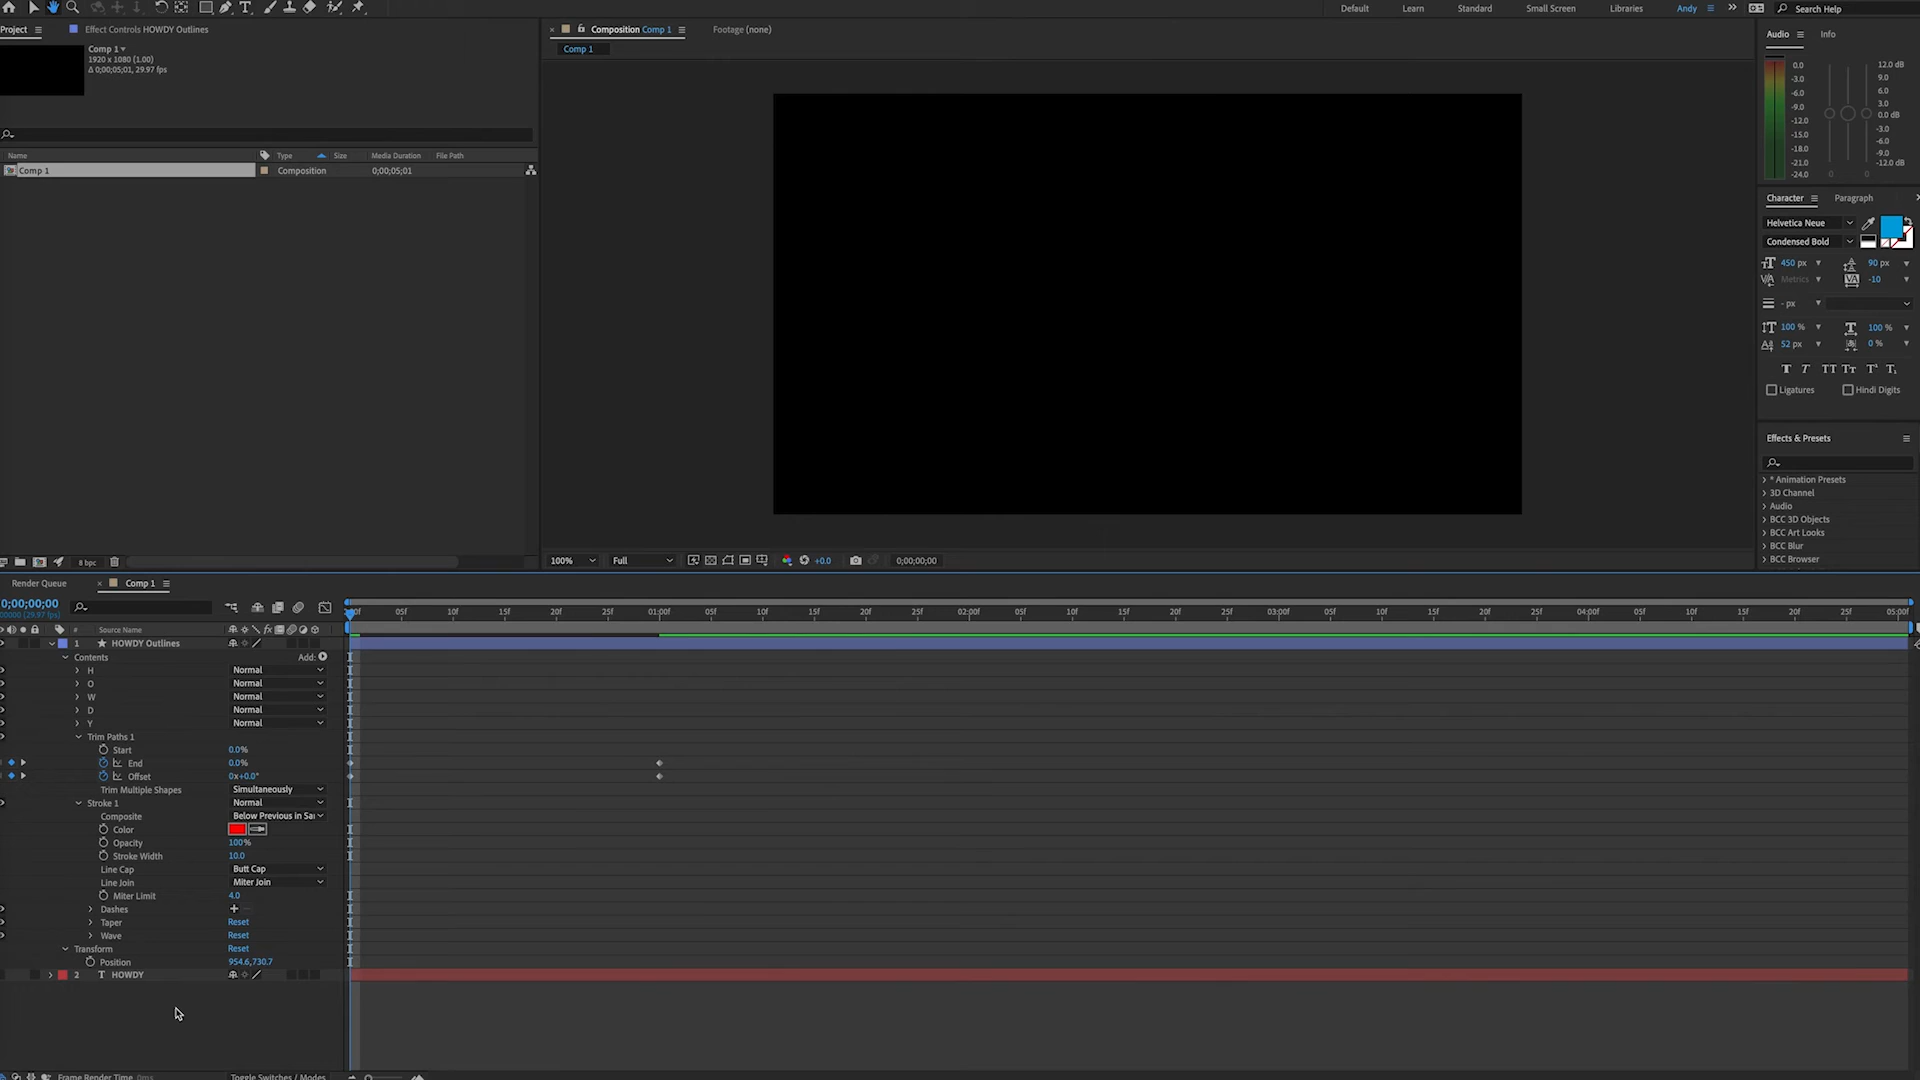 Default
Learn
Standard
Small Screen
Libraries
Andy
Search Help
Project
Effect Controls HOWDY Outlines
Composition Comp 1
Footage (none)
Comp 1
Comp 1
1920 x 1080 (1.00)
Δ 0;00;05;01, 29.97 fps
Name
Type
Size
Media Duration
File Path
Comp 1
Composition
0;00;05;01
8 bpc
100%
Full
+0.0
0;00;00;00
Audio
Info
0.0
-3.0
-6.0
-9.0
-12.0
-15.0
-18.0
-21.0
-24.0
0
0
12.0 dB
9.0
6.0
3.0
0.0 dB
-3.0
-6.0
-9.0
-12.0 dB
Character
Paragraph
Helvetica Neue
Condensed Bold
450 px
90 px
Metrics
-10
- px
100 %
100 %
52 px
0 %
Ligatures
Hindi Digits
Effects & Presets
* Animation Presets
3D Channel
Audio
BCC 3D Objects
BCC Art Looks
BCC Blur
BCC Browser
Render Queue
Comp 1
0;00;00;00
00000 (29.97 fps)
05f
10f
15f
20f
25f
01:00f
05f
10f
15f
20f
25f
02:00f
05f
10f
15f
20f
25f
03:00f
05f
10f
15f
20f
25f
04:00f
05f
10f
15f
20f
25f
05:00f
#
Source Name
fx
1
HOWDY Outlines
Contents
Add:
H
Normal
O
Normal
W
Normal
D
Normal
Y
Normal
Trim Paths 1
Start
0.0%
End
0.0%
Offset
0x+0.0°
Trim Multiple Shapes
Simultaneously
Stroke 1
Normal
Composite
Below Previous in Sa
Color
Opacity
100%
Stroke Width
10.0
Line Cap
Butt Cap
Line Join
Miter Join
Miter Limit
4.0
Dashes
Taper
Reset
Wave
Reset
Transform
Reset
Position
954.6,730.7
2
T
HOWDY
Frame Render Time 0ms
Toggle Switches / Modes